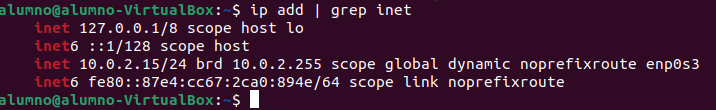 alumno@alumno-VirtualBox:~$ ip add | grep inet
inet 127.0.0.1/8 scope host lo
inet6 ::1/128 scope host
inet 10.0.2.15/24 brd 10.0.2.255 scope global dynamic noprefixroute enp0s3
inet6 fe80::87e4:cc67:2ca0:894e/64 scope link noprefixroute
alumno@alumno-VirtualBox:~$